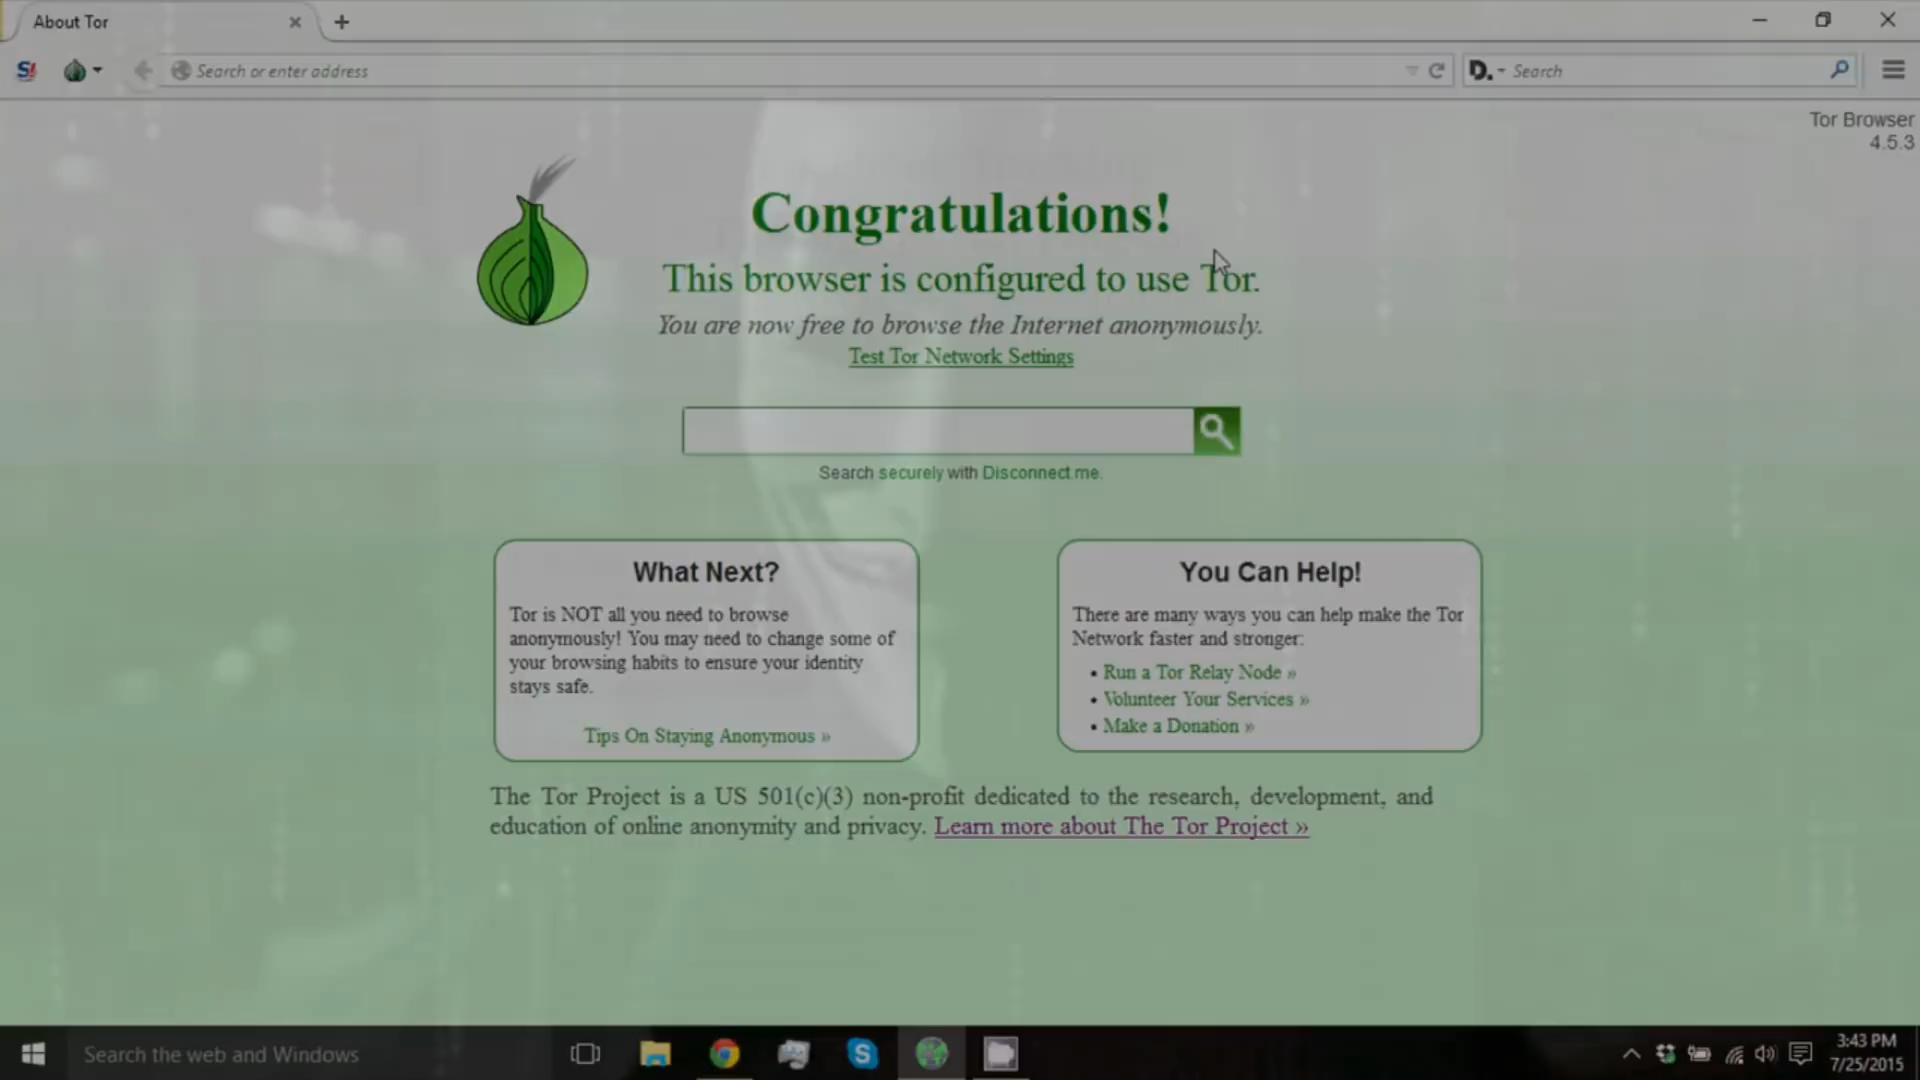 About Tor
S!
Search or enter address
D.
Search
Tor Browser
4.5.3
Congratulations!
This browser is configured to use Tor.
You are now free to browse the Internet anonymously.
Test Tor Network Settings
Search securely with Disconnect.me.
What Next?
Tor is NOT all you need to browse
anonymously! You may need to change some of
your browsing habits to ensure your identity
stays safe.
Tips On Staying Anonymous »
You Can Help!
There are many ways you can help make the Tor
Network faster and stronger:
• Run a Tor Relay Node »
• Volunteer Your Services »
• Make a Donation »
The Tor Project is a US 501(c)(3) non-profit dedicated to the research, development, and
education of online anonymity and privacy. Learn more about The Tor Project »
Search the web and Windows
S
3:43 PM
7/25/2015